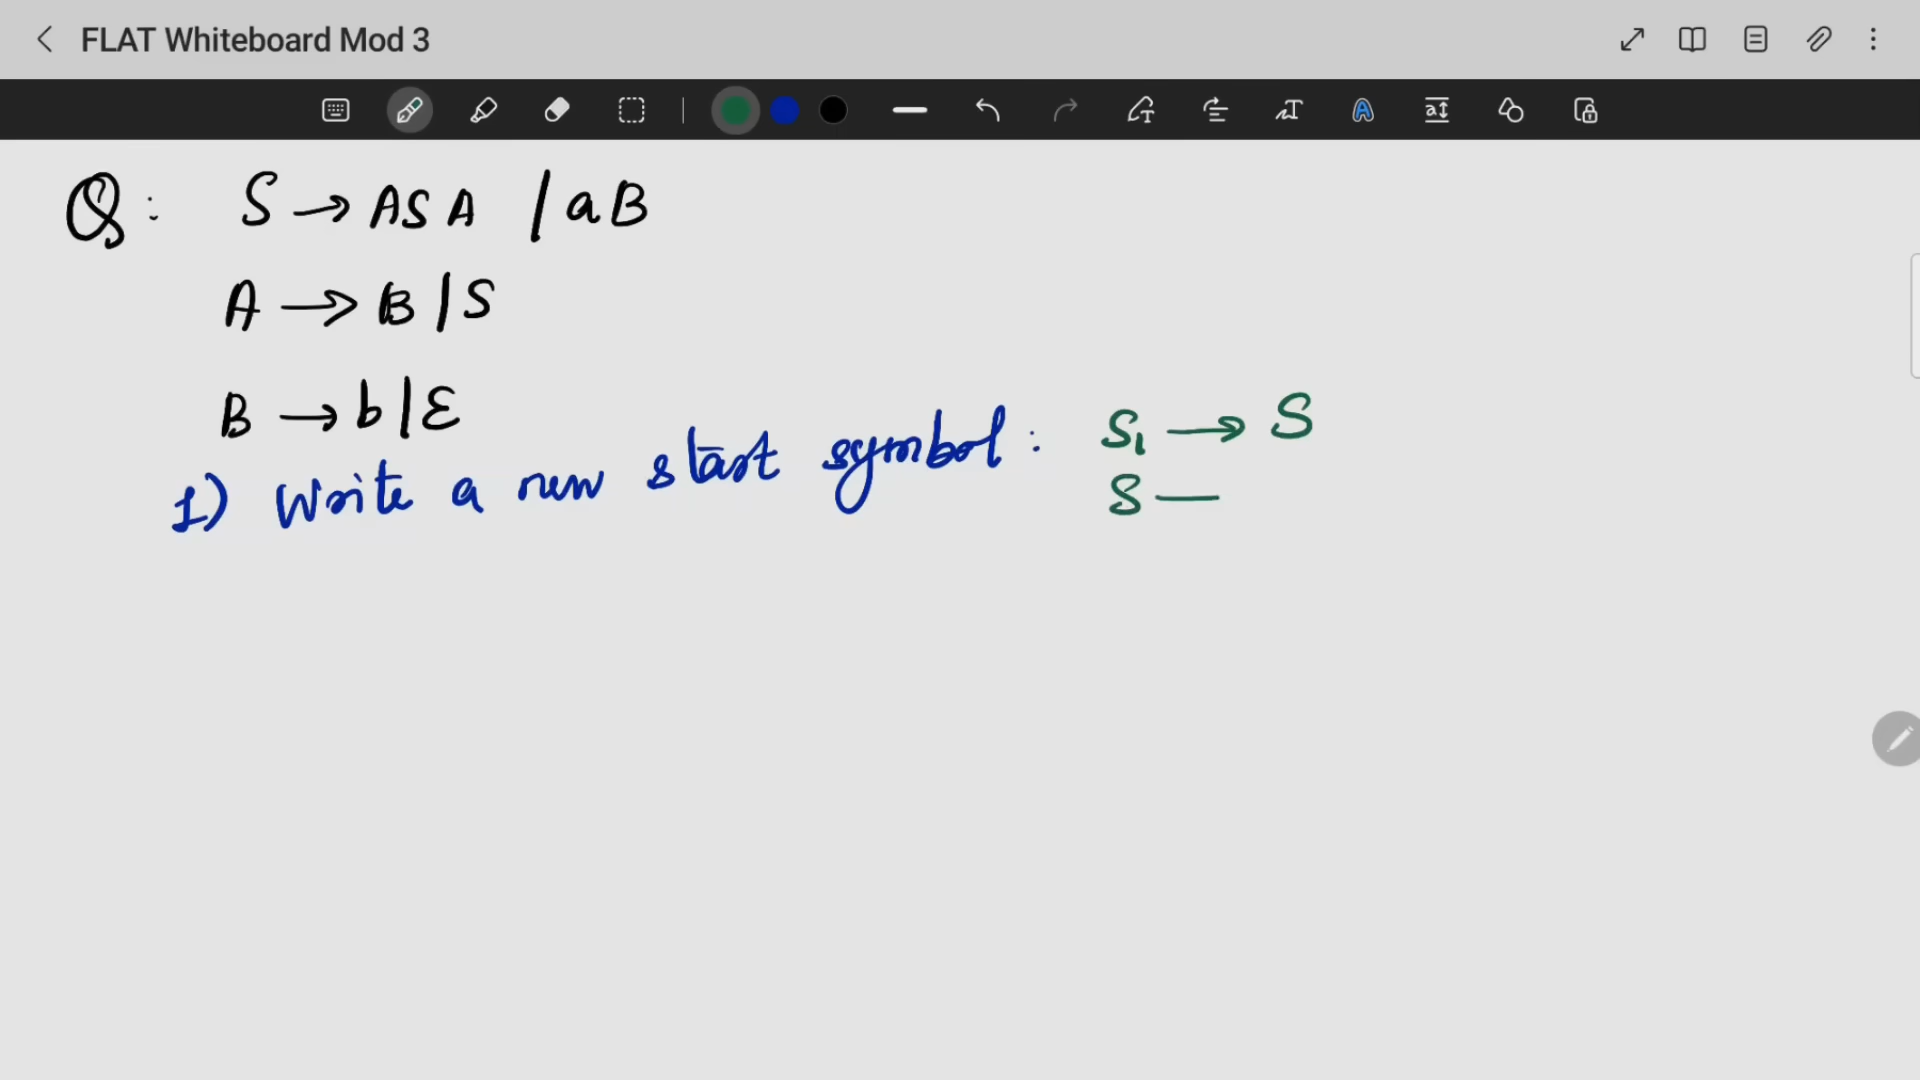 FLAT Whiteboard Mod 3
Q: S → ASA / aB
A → B | S
B → b | ε
1) Write a new start symbol: S₁ → S
S —